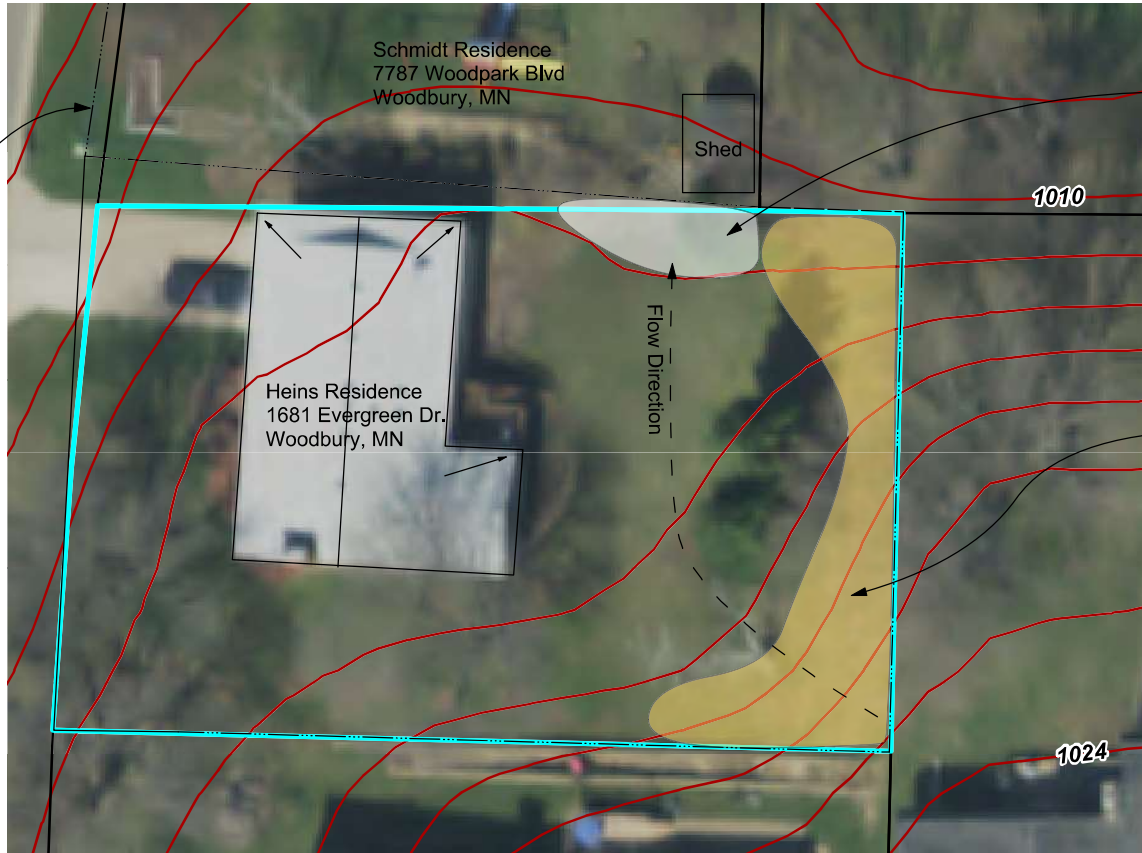 Schmidt Residence
7787 Woodpark Blvd
Woodbury, MN
Shed
1010
Flow Direction
Heins Residence
1681 Evergreen Dr.
Woodbury, MN
1024